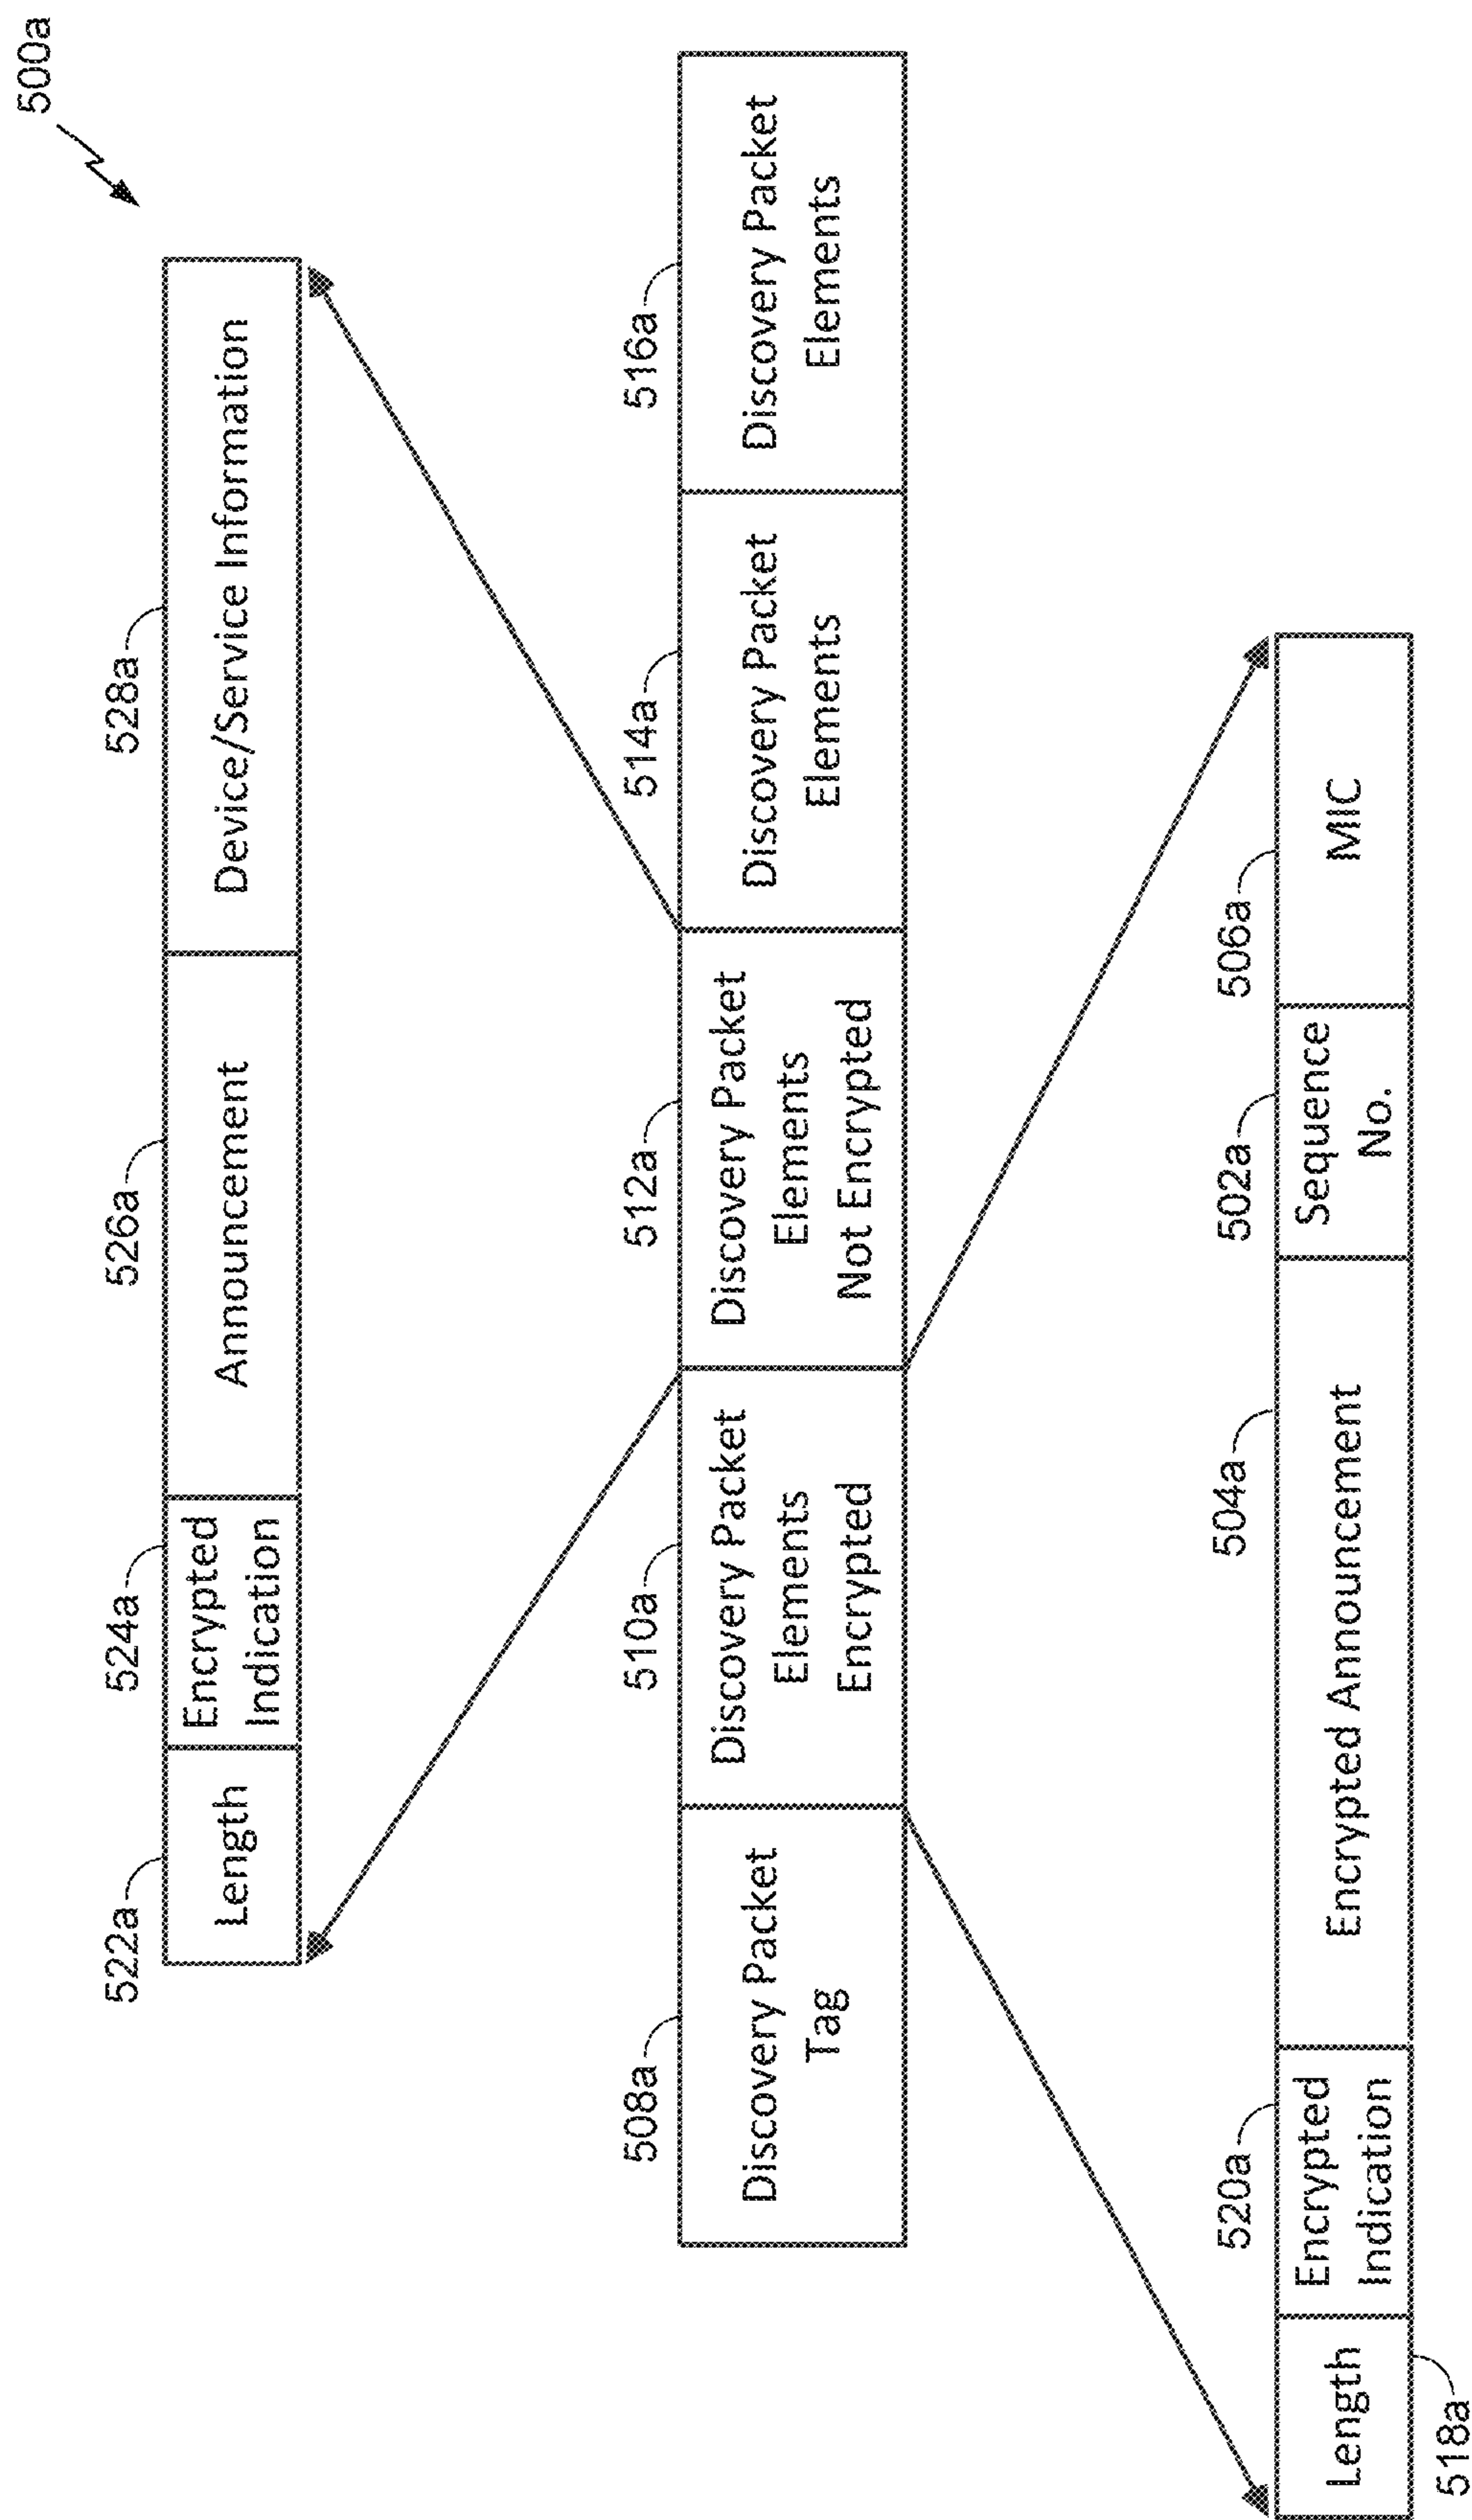 500a
522a
524a
526a
528a
Length
Encrypted
Indication
Announcement
Device/Service Information
508a
510a
512a
514a
516a
Discovery Packet
Tag
Discovery Packet
Elements
Encrypted
Discovery Packet
Elements
Not Encrypted
Discovery Packet
Elements
Discovery Packet
Elements
520a
504a
502a
506a
Length
Encrypted
Indication
Encrypted Announcement
Sequence
No.
MIC
518a